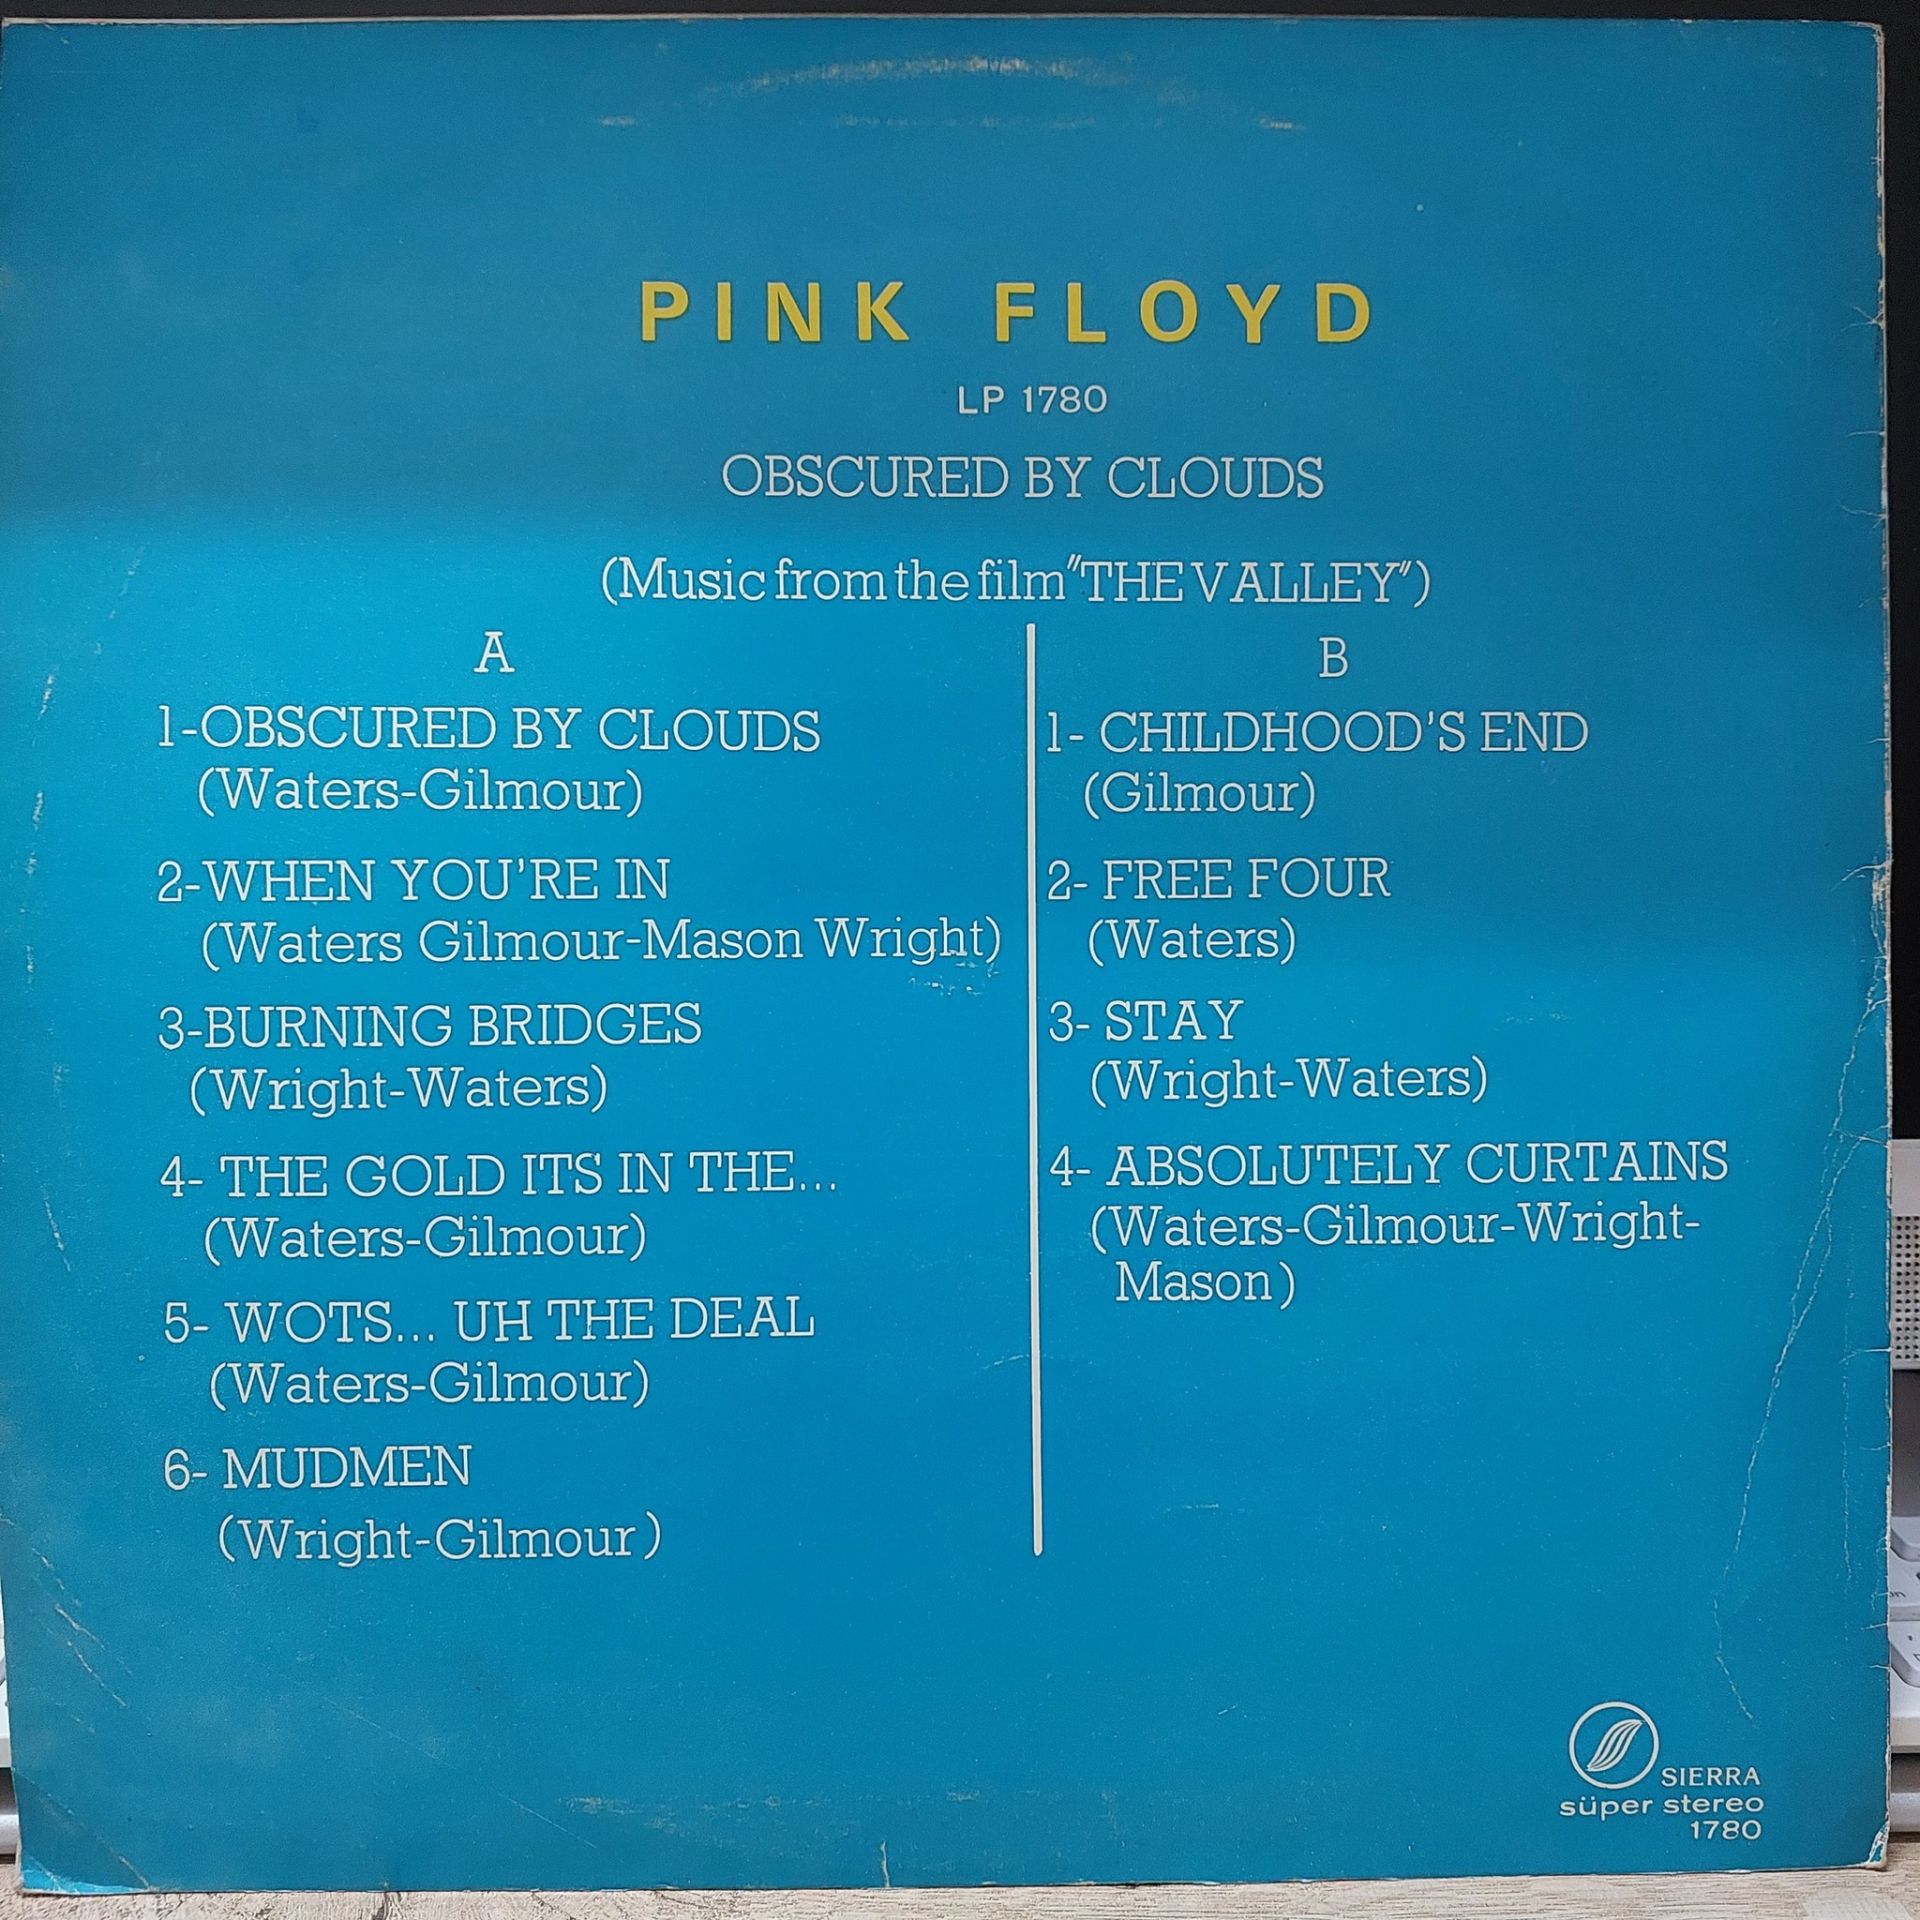 PINK FLOYD
LP 1780
OBSCURED BY CLOUDS
(Music from the film "THE VALLEY")
A
1-OBSCURED BY CLOUDS
(Waters-Gilmour)
2-WHEN YOU'RE IN
(Waters Gilmour-Mason Wright)
3-BURNING BRIDGES
(Wright-Waters)
4- THE GOLD ITS IN THE...
(Waters-Gilmour)
5- WOTS... UH THE DEAL
(Waters-Gilmour)
6- MUDMEN
(Wright-Gilmour)
B
1- CHILDHOOD'S END
(Gilmour)
2- FREE FOUR
(Waters)
3- STAY
(Wright-Waters)
4- ABSOLUTELY CURTAINS
(Waters-Gilmour-Wright-
Mason)
SIERRA
süper stereo
1780